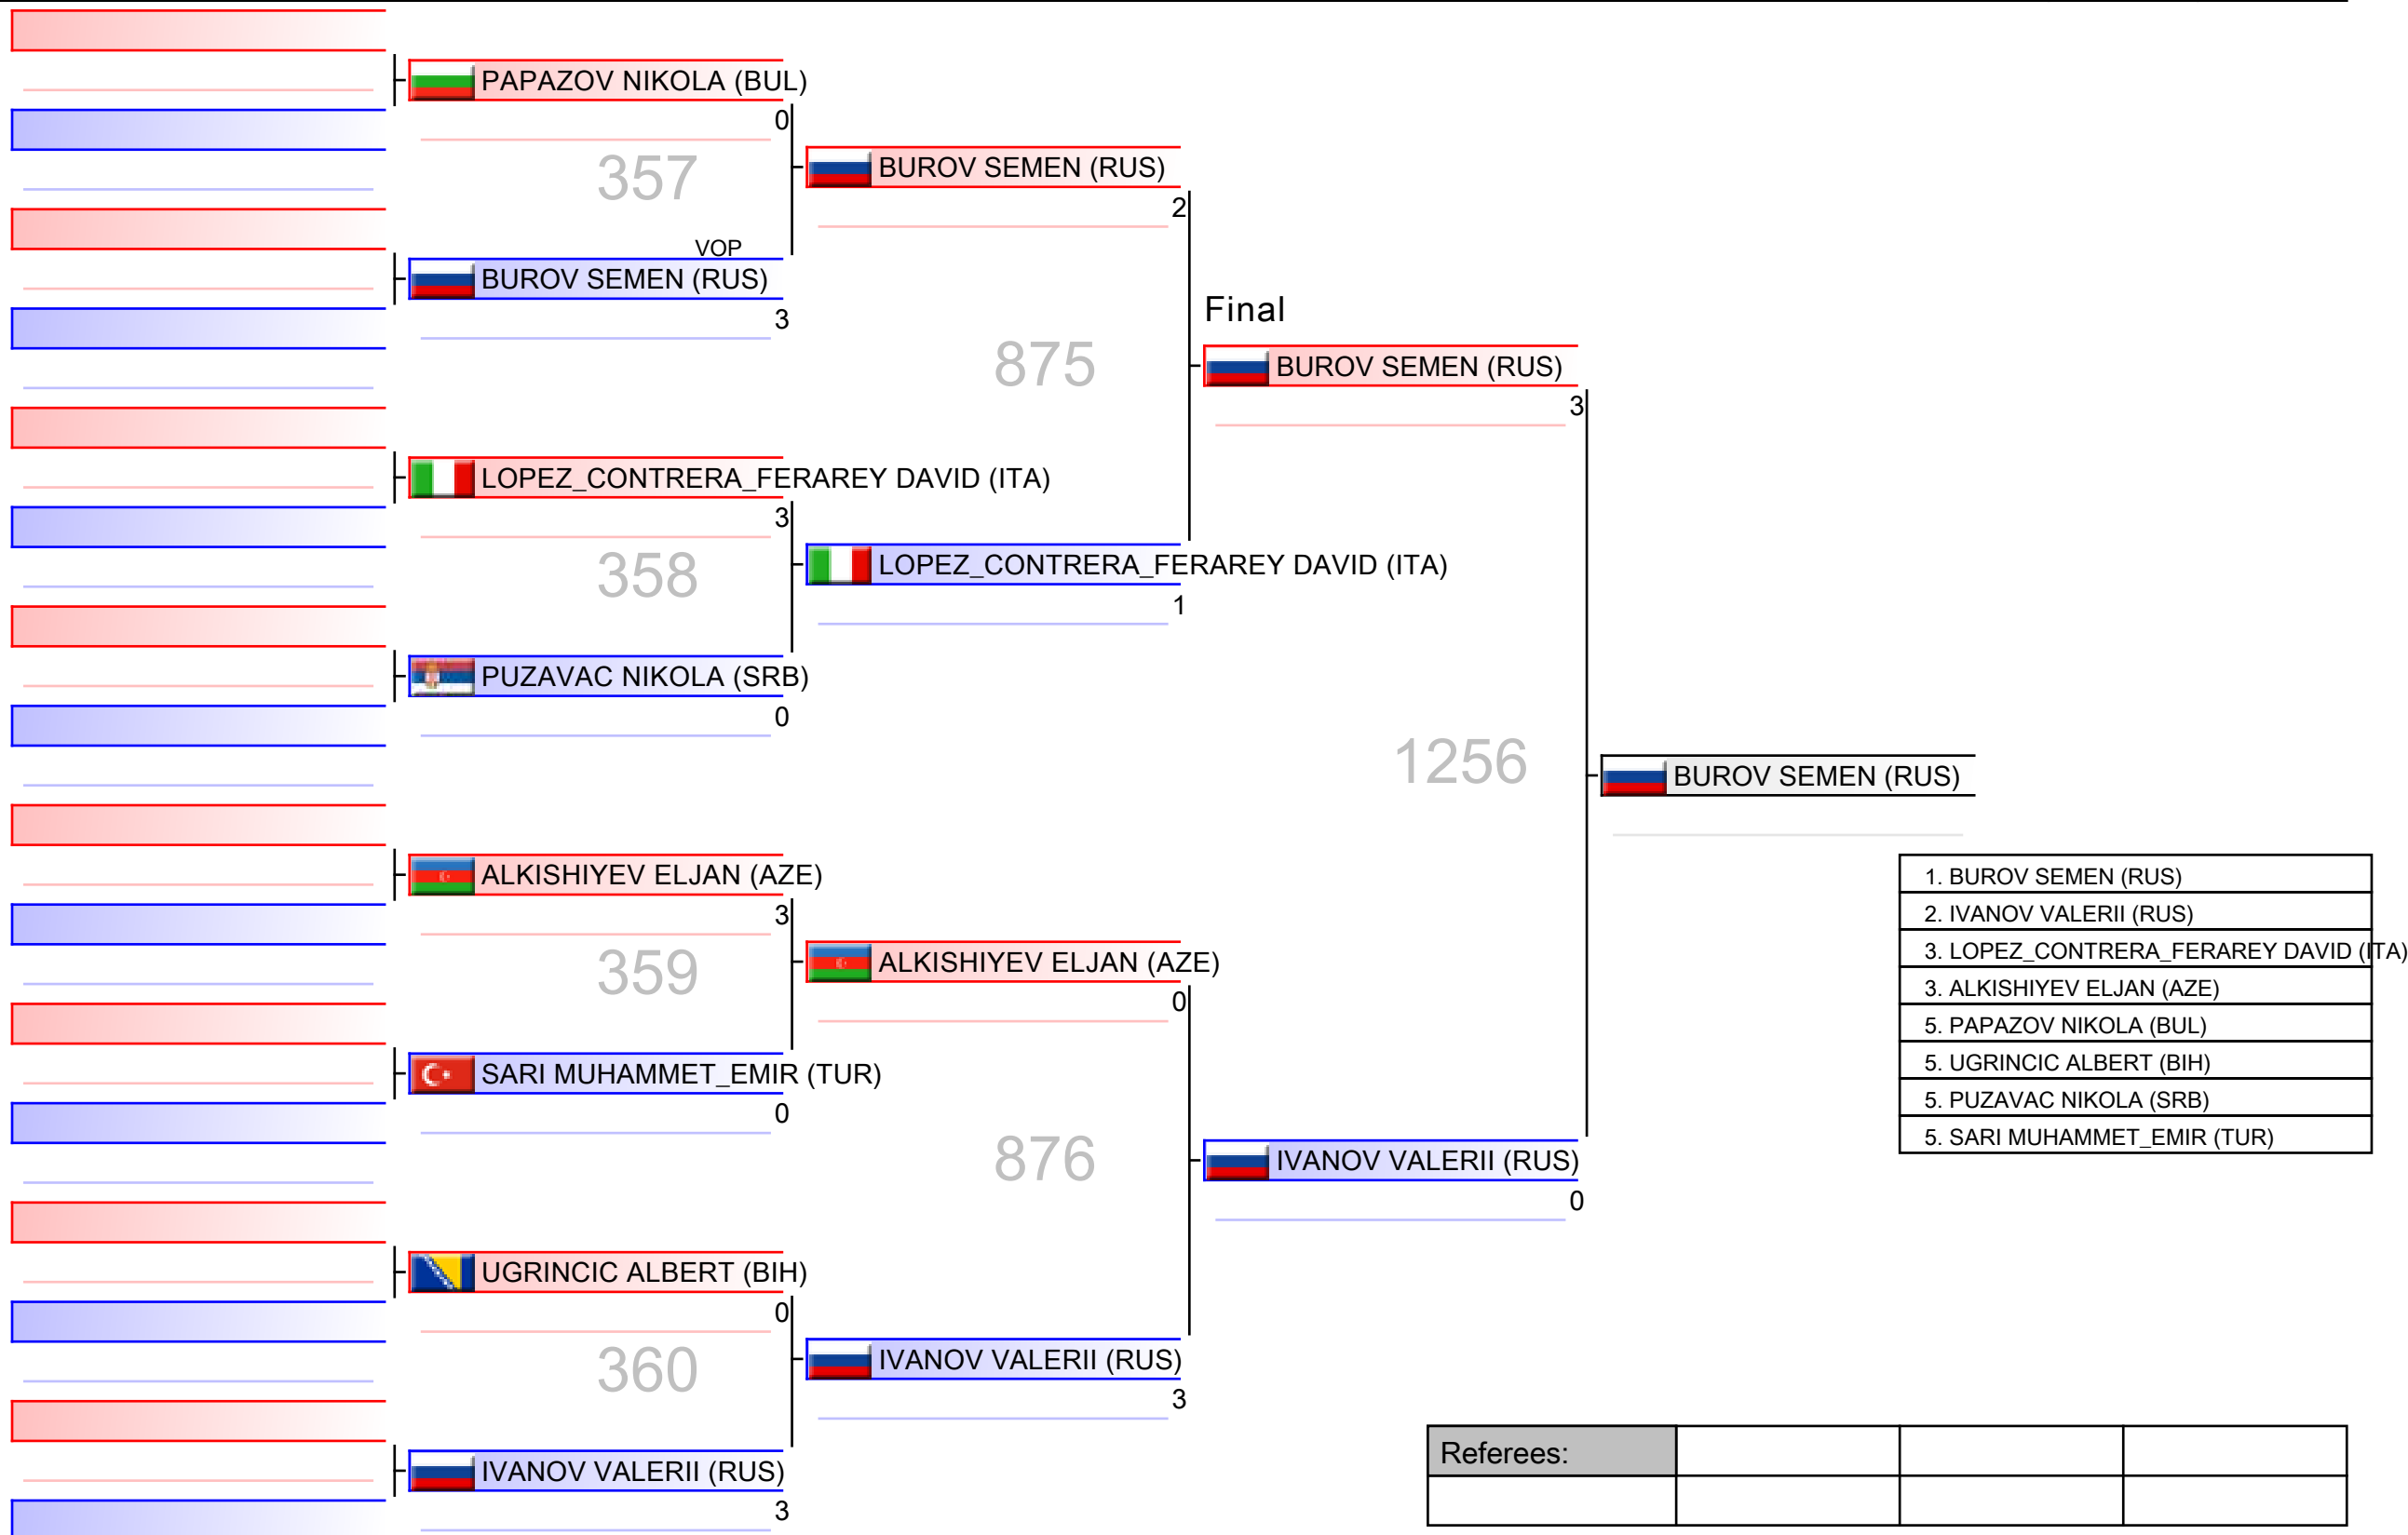 PAPAZOV NIKOLA (BUL)
0
357
VOP
BUROV SEMEN (RUS)
3
LOPEZ_CONTRERA_FERAREY DAVID (ITA)
3
358
PUZAVAC NIKOLA (SRB)
0
ALKISHIYEV ELJAN (AZE)
3
359
SARI MUHAMMET_EMIR (TUR)
0
UGRINCIC ALBERT (BIH)
0
360
IVANOV VALERII (RUS)
3
BUROV SEMEN (RUS)
2
875
LOPEZ_CONTRERA_FERAREY DAVID (ITA)
1
ALKISHIYEV ELJAN (AZE)
0
876
IVANOV VALERII (RUS)
3
Final
BUROV SEMEN (RUS)
3
1256
IVANOV VALERII (RUS)
0
BUROV SEMEN (RUS)
1. BUROV SEMEN (RUS)
2. IVANOV VALERII (RUS)
3. LOPEZ_CONTRERA_FERAREY DAVID (ITA)
3. ALKISHIYEV ELJAN (AZE)
5. PAPAZOV NIKOLA (BUL)
5. UGRINCIC ALBERT (BIH)
5. PUZAVAC NIKOLA (SRB)
5. SARI MUHAMMET_EMIR (TUR)
Referees: